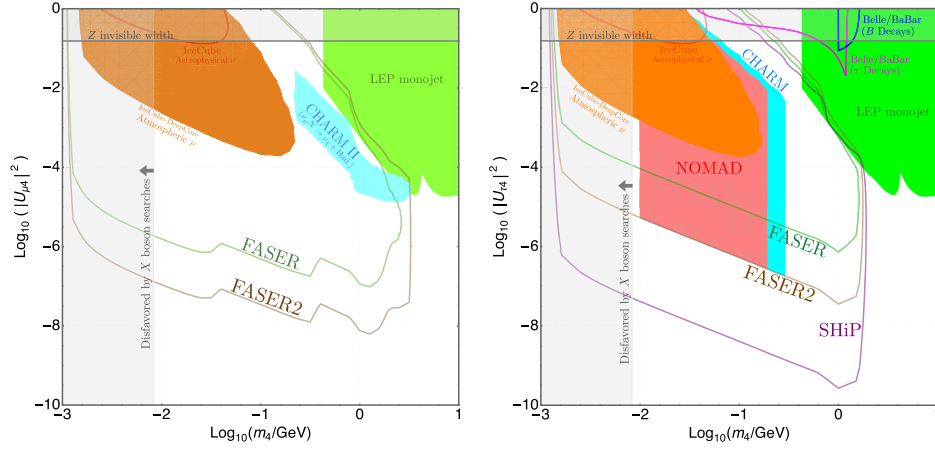 0
-2
-4
-6
-8
-10
-3
-2
-1
0
1
Log10(|Uμ4|²)
Log10(m4/GeV)
Z invisible width
IceCube
Astrophysical ν
IceCube-DeepCore
Atmospheric ν
LEP monojet
CHARM II
(νμN→ν4+Had.)
Disfavored by X boson searches
FASER
FASER2
0
-2
-4
-6
-8
-10
-3
-2
-1
0
Log10(|Uτ4|²)
Log10(m4/GeV)
Z invisible width
IceCube
Astrophysical ν
IceCube-DeepCore
Atmospheric ν
CHARM
Belle/BaBar
(B Decays)
Belle/BaBar
(τ Decays)
LEP monojet
NOMAD
Disfavored by X boson searches
FASER
FASER2
SHiP